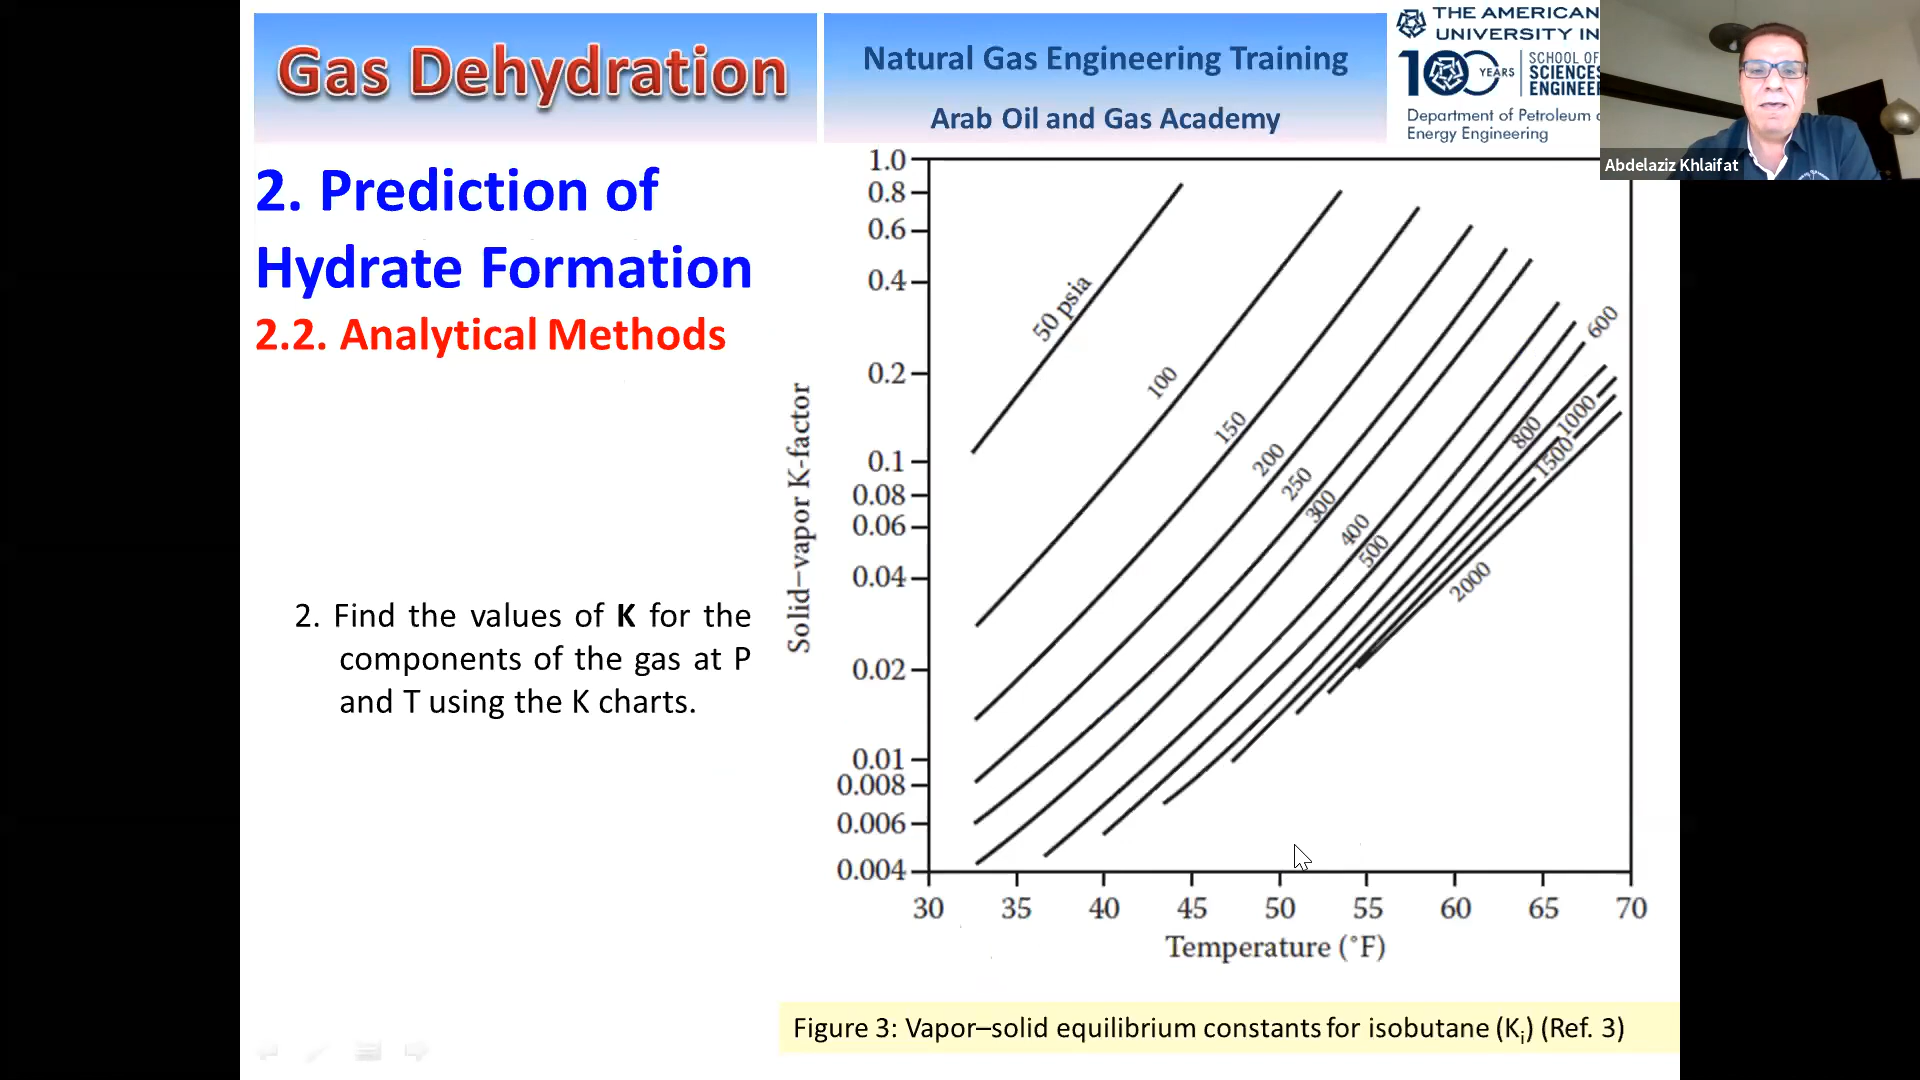 Gas Dehydration
Natural Gas Engineering Training
Arab Oil and Gas Academy
THE AMERICAN
UNIVERSITY IN
100 YEARS
SCHOOL OF
SCIENCES
ENGINEE
Department of Petroleum
Energy Engineering
Abdelaziz Khlaifat
2. Prediction of
Hydrate Formation
2.2. Analytical Methods
2. Find the values of K for the
components of the gas at P
and T using the K charts.
Solid–vapor K-factor
1.0
0.8
0.6
0.4
0.2
0.1
0.08
0.06
0.04
0.02
0.01
0.008
0.006
0.004
50 psia
100
150
200
250
300
400
500
600
800
1000
1500
2000
30 35 40 45 50 55 60 65 70
Temperature (°F)
Figure 3: Vapor–solid equilibrium constants for isobutane (Ki) (Ref. 3)